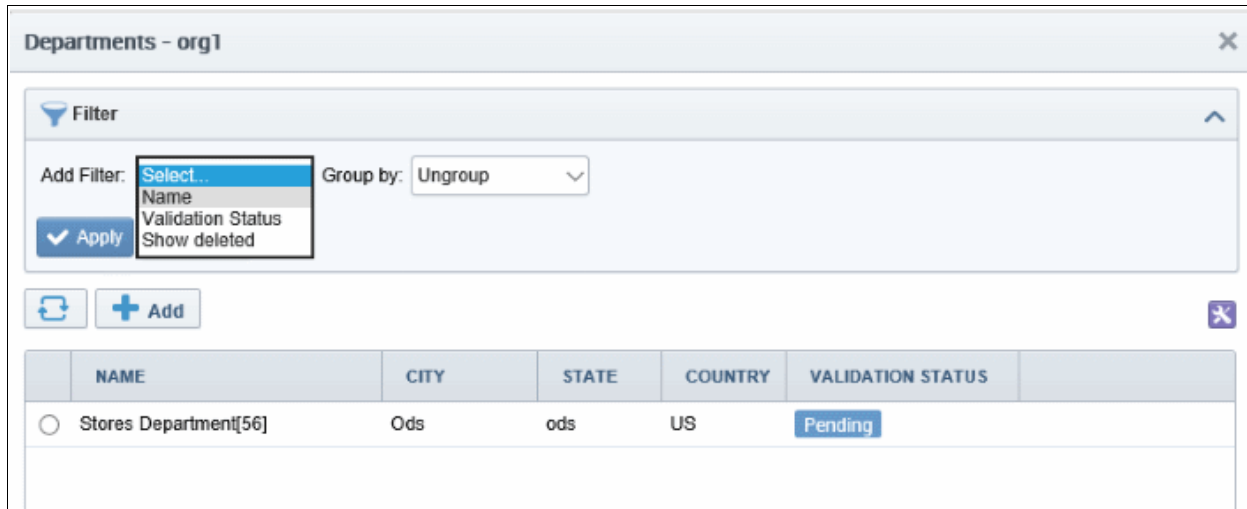 Departments - org1
Filter
Add Filter: Select... Group by: Ungroup
Name
Validation Status
Apply Show deleted
Add
NAME CITY STATE COUNTRY VALIDATION STATUS
Stores Department[56] Ods ods US Pending